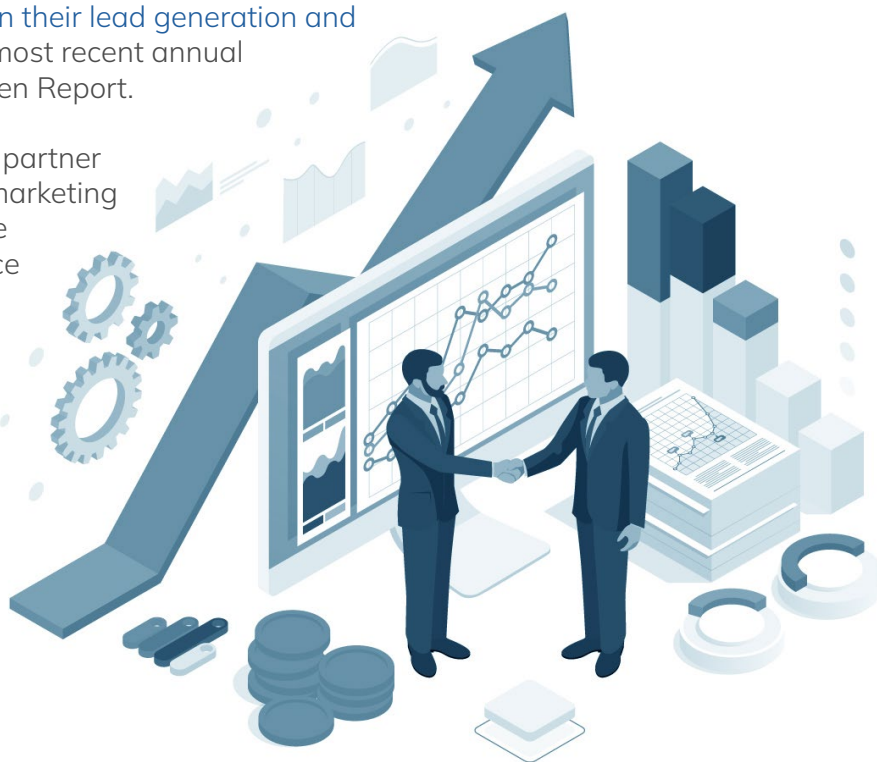 n their lead generation and
most recent annual
en Report.
partner
marketing
e
ce